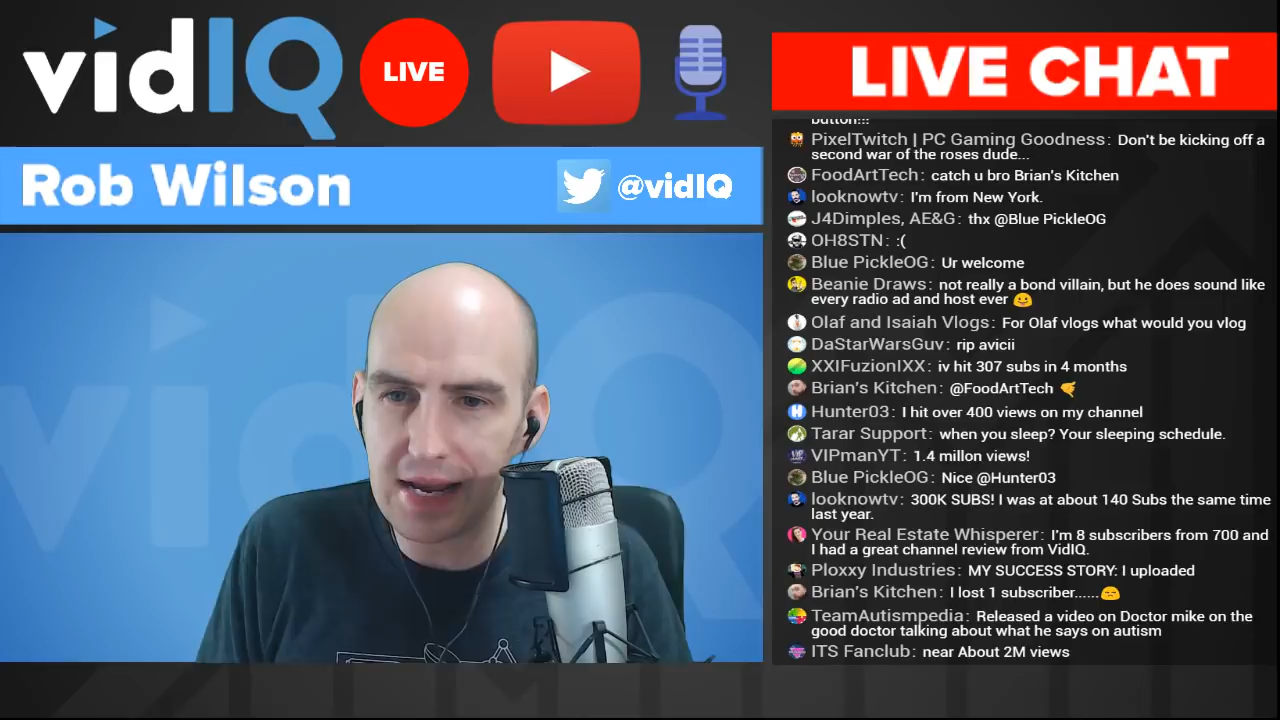 vidIQ
LIVE
LIVE CHAT
Rob Wilson
@vidIQ
button!!!
PixelTwitch | PC Gaming Goodness: Don't be kicking off a
second war of the roses dude...
FoodArtTech: catch u bro Brian's Kitchen
looknowtv: I'm from New York.
J4Dimples, AE&G: thx @Blue PickleOG
OH8STN: :(
Blue PickleOG: Ur welcome
Beanie Draws: not really a bond villain, but he does sound like
every radio ad and host ever
Olaf and Isaiah Vlogs: For Olaf vlogs what would you vlog
DaStarWarsGuv: rip avicii
XXIFuzionIXX: iv hit 307 subs in 4 months
Brian's Kitchen: @FoodArtTech
Hunter03: I hit over 400 views on my channel
Tarar Support: when you sleep? Your sleeping schedule.
VIPmanYT: 1.4 millon views!
Blue PickleOG: Nice @Hunter03
looknowtv: 300K SUBS! I was at about 140 Subs the same time
last year.
Your Real Estate Whisperer: I'm 8 subscribers from 700 and
I had a great channel review from VidIQ.
Ploxxy Industries: MY SUCCESS STORY: I uploaded
Brian's Kitchen: I lost 1 subscriber......
TeamAutismpedia: Released a video on Doctor mike on the
good doctor talking about what he says on autism
ITS Fanclub: near About 2M views